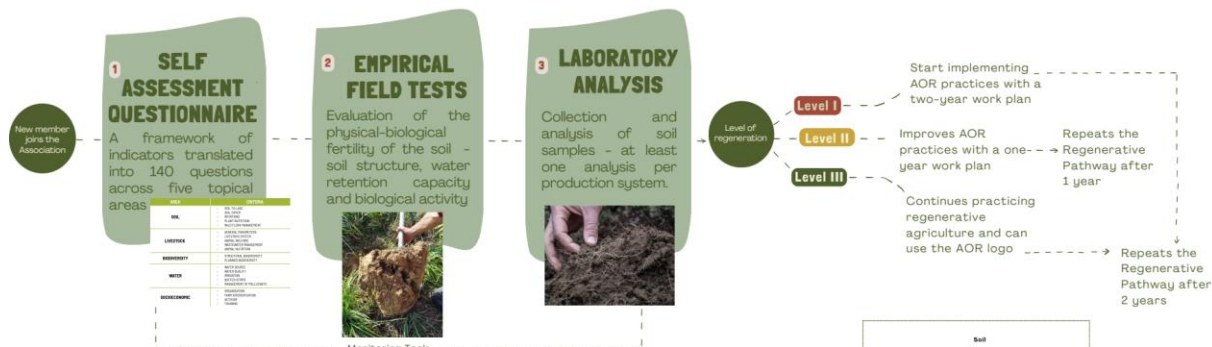 New member
joins the
Association
1
SELF
ASSESSMENT
QUESTIONNAIRE
A framework of
indicators translated
into 140 questions
across five topical
areas
AREA CRITERIA
SOIL
LIVESTOCK
BIODIVERSITY
WATER
SOCIOECONOMIC
2
EMPIRICAL
FIELD TESTS
Evaluation of the
physical-biological
fertility of the soil -
soil structure, water
retention capacity
and biological activity
3
LABORATORY
ANALYSIS
Collection and
analysis of soil
samples - at least
one analysis per
production system.
Level of
regeneration
Level I
Start implementing
AOR practices with a
two-year work plan
Level II
Improves AOR
practices with a one-
year work plan
Repeats the
Regenerative
Pathway after
1 year
Level III
Continues practicing
regenerative
agriculture and can
use the AOR logo
Repeats the
Regenerative
Pathway after
2 years
Soil